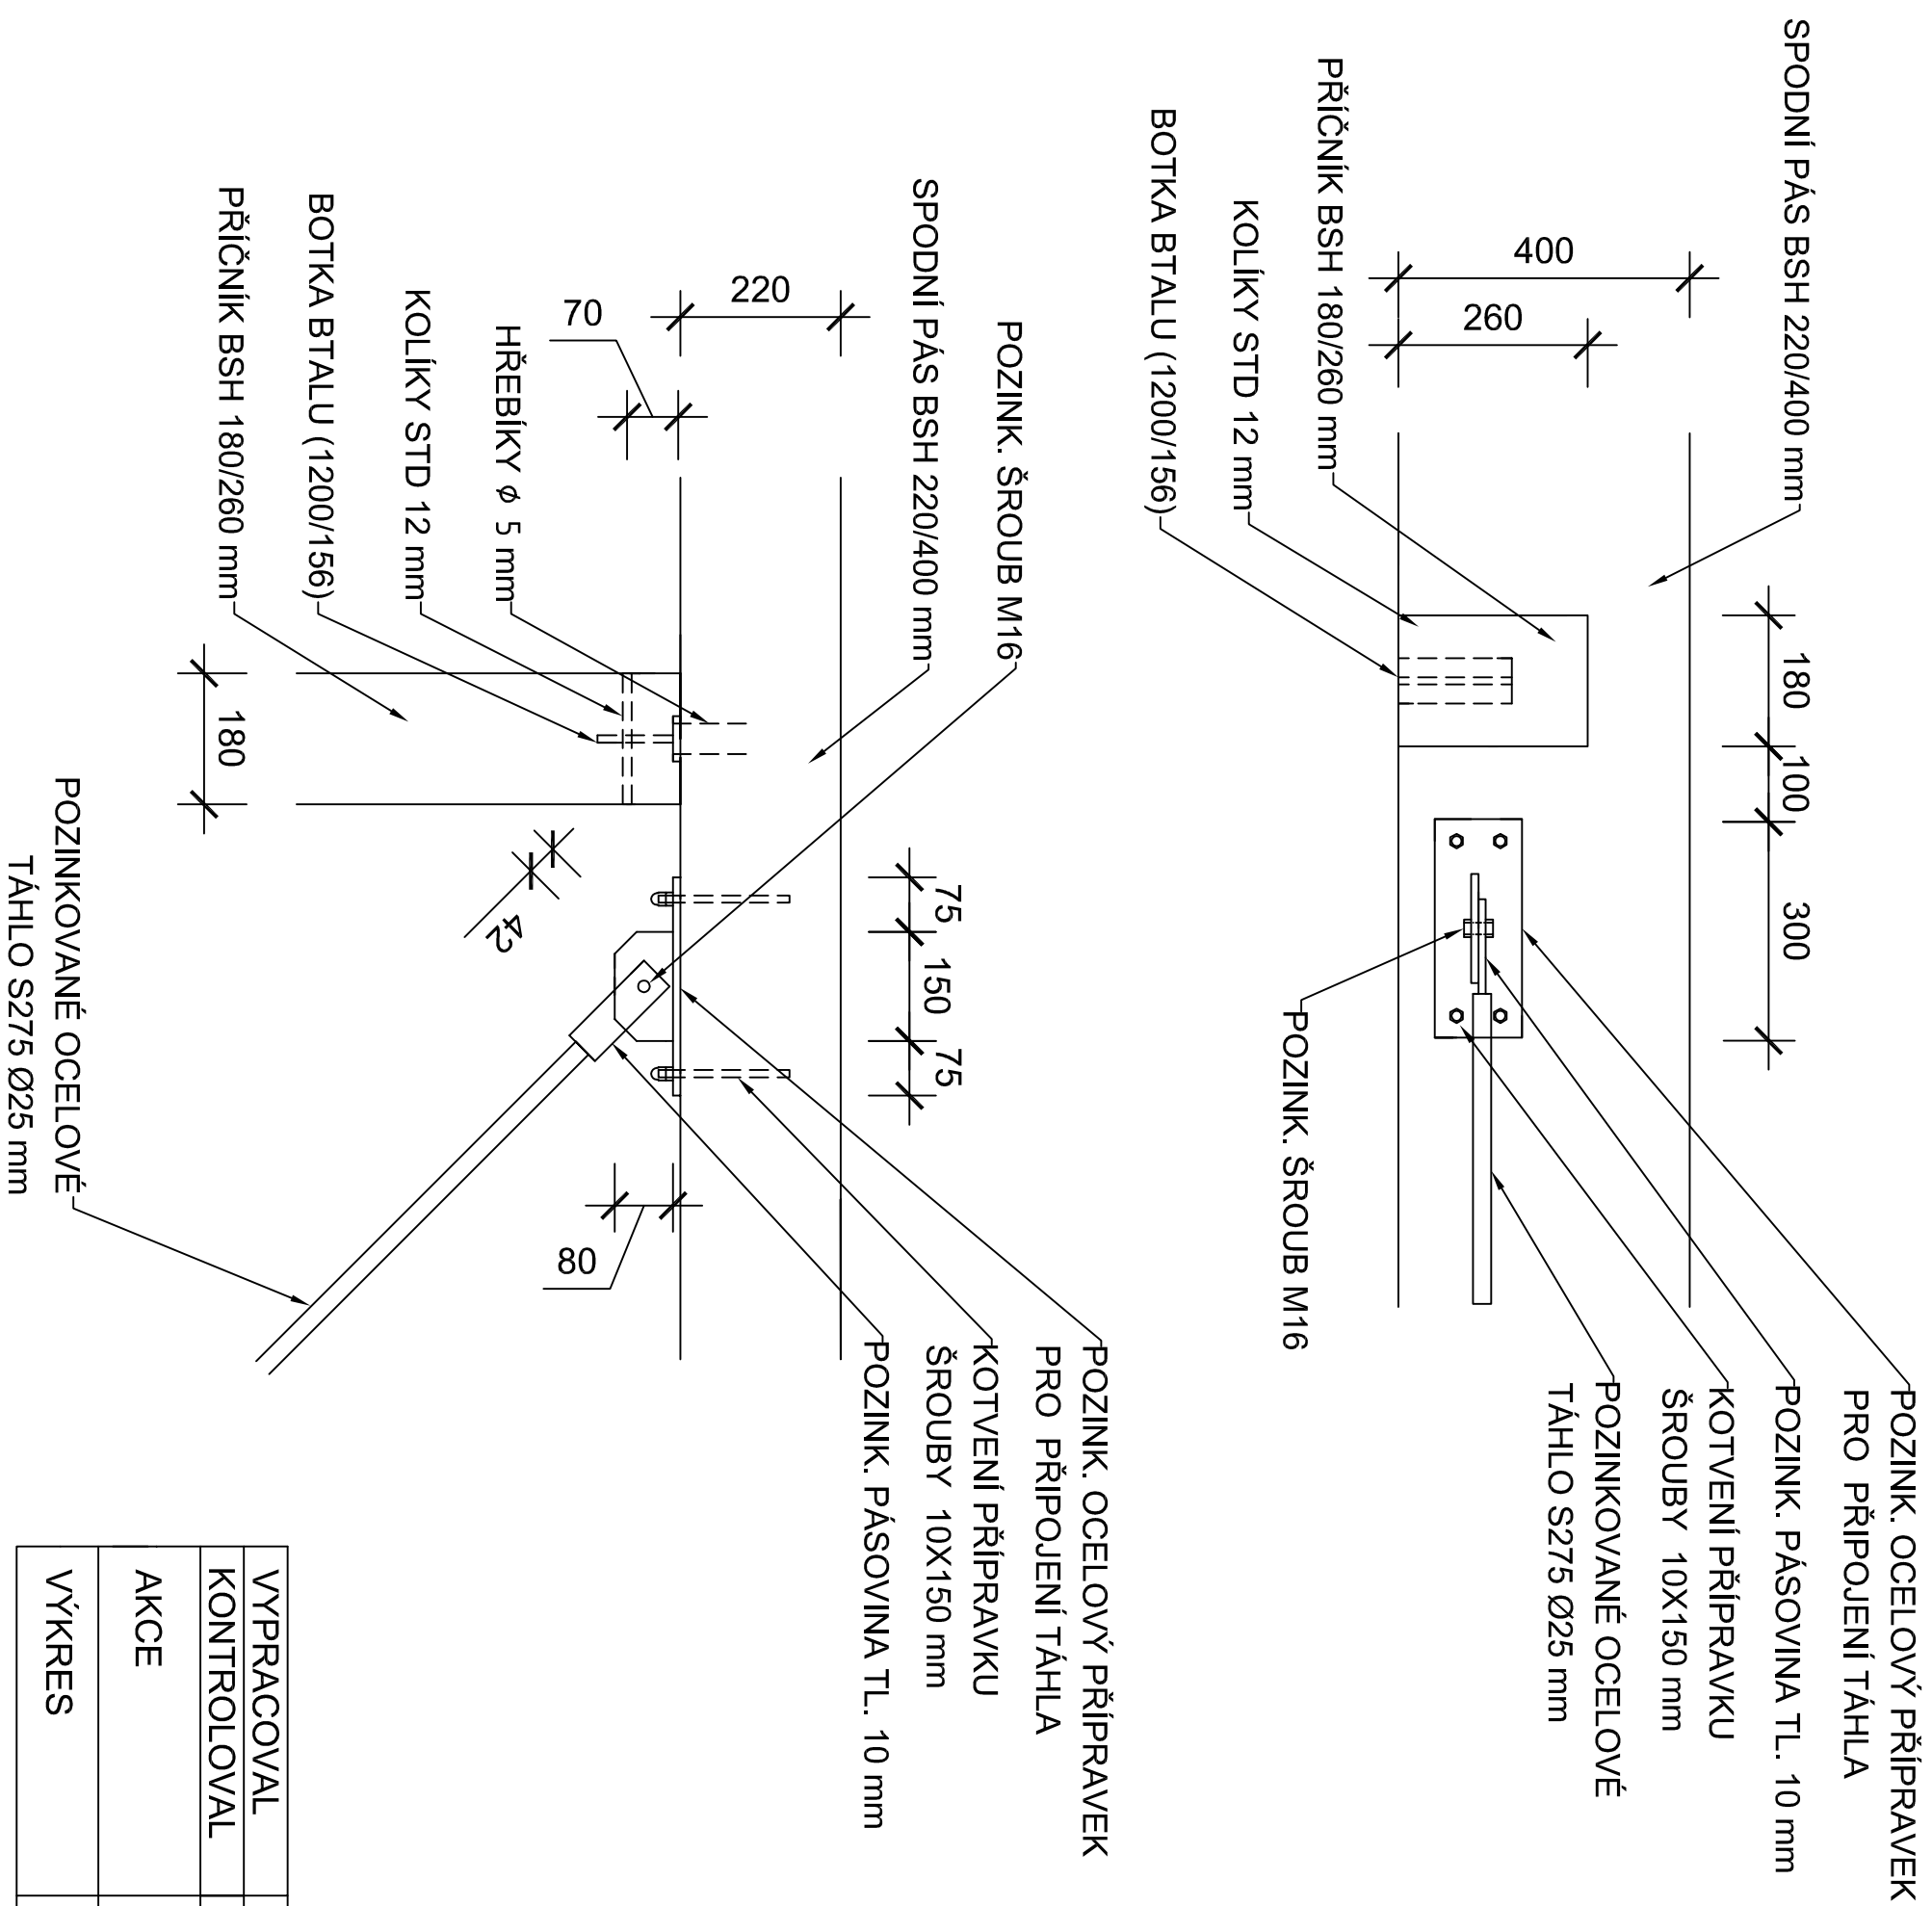 SPODNÍ PÁS BSH 220/400 mm
PŘÍČNÍK BSH 180/260 mm
KOLÍKY STD 12 mm
BOTKA BTALU (1200/156)
400
260
180
100
300
POZINK. OCELOVÝ PŘÍPRAVEK
PRO PŘIPOJENÍ TÁHLA
POZINK. PÁSOVINA TL. 10 mm
KOTVENÍ PŘÍPRAVKU
ŠROUBY 10X150 mm
POZINKOVANÉ OCELOVÉ
TÁHLO S275 Ø25 mm
POZINK. ŠROUB M16
POZINK. ŠROUB M16
SPODNÍ PÁS BSH 220/400 mm
220
70
HŘEBÍKY Ø 5 mm
KOLÍKY STD 12 mm
BOTKA BTALU (1200/156)
PŘÍČNÍK BSH 180/260 mm
180
75
150
75
42
80
POZINK. OCELOVÝ PŘÍPRAVEK
PRO PŘIPOJENÍ TÁHLA
KOTVENÍ PŘÍPRAVKU
ŠROUBY 10X150 mm
POZINK. PÁSOVINA TL. 10 mm
POZINKOVANÉ OCELOVÉ
TÁHLO S275 Ø25 mm
VYPRACOVAL
KONTROLOVAL
AKCE
VÝKRES